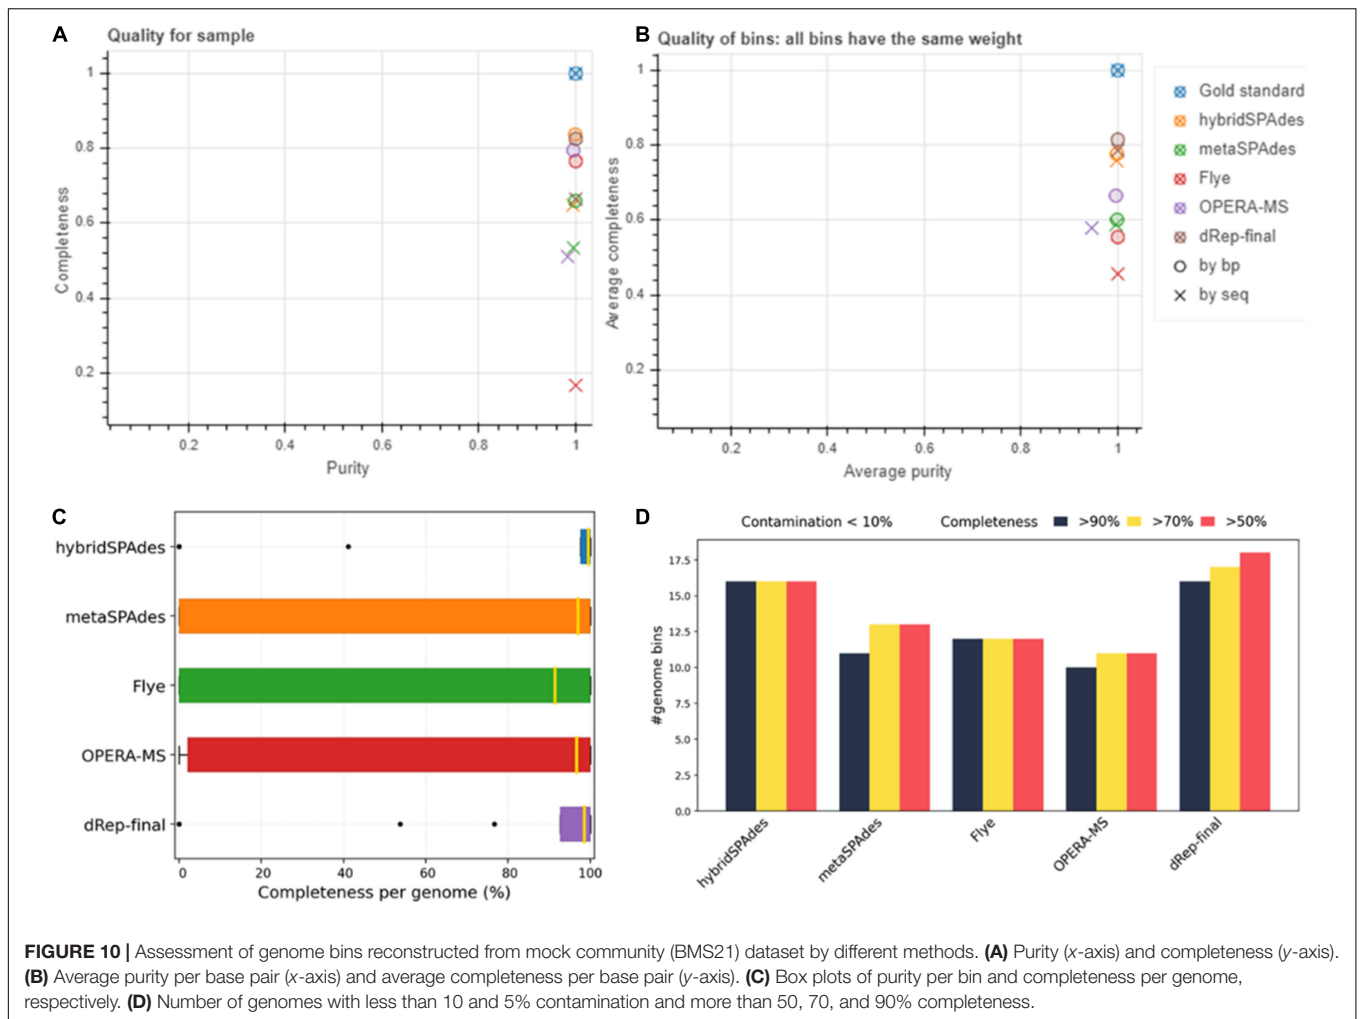 A
Quality for sample
1
0.8
0.6
0.4
0.2
Completeness
0.2 0.4 0.6 0.8 1
Purity
B
Quality of bins: all bins have the same weight
1
0.8
0.6
0.4
0.2
Average completeness
0.2 0.4 0.6 0.8 1
Average purity
Gold standard
hybridSPAdes
metaSPAdes
Flye
OPERA-MS
dRep-final
by bp
by seq
C
hybridSPAdes
metaSPAdes
Flye
OPERA-MS
dRep-final
0 20 40 60 80 100
Completeness per genome (%)
D
Contamination < 10% Completeness >90% >70% >50%
17.5
15.0
12.5
10.0
7.5
5.0
2.5
0.0
#genome bins
hybridSPAdes
metaSPAdes
Flye
OPERA-MS
dRep-final
FIGURE 10 | Assessment of genome bins reconstructed from mock community (BMS21) dataset by different methods. (A) Purity (x-axis) and completeness (y-axis).
(B) Average purity per base pair (x-axis) and average completeness per base pair (y-axis). (C) Box plots of purity per bin and completeness per genome,
respectively. (D) Number of genomes with less than 10 and 5% contamination and more than 50, 70, and 90% completeness.